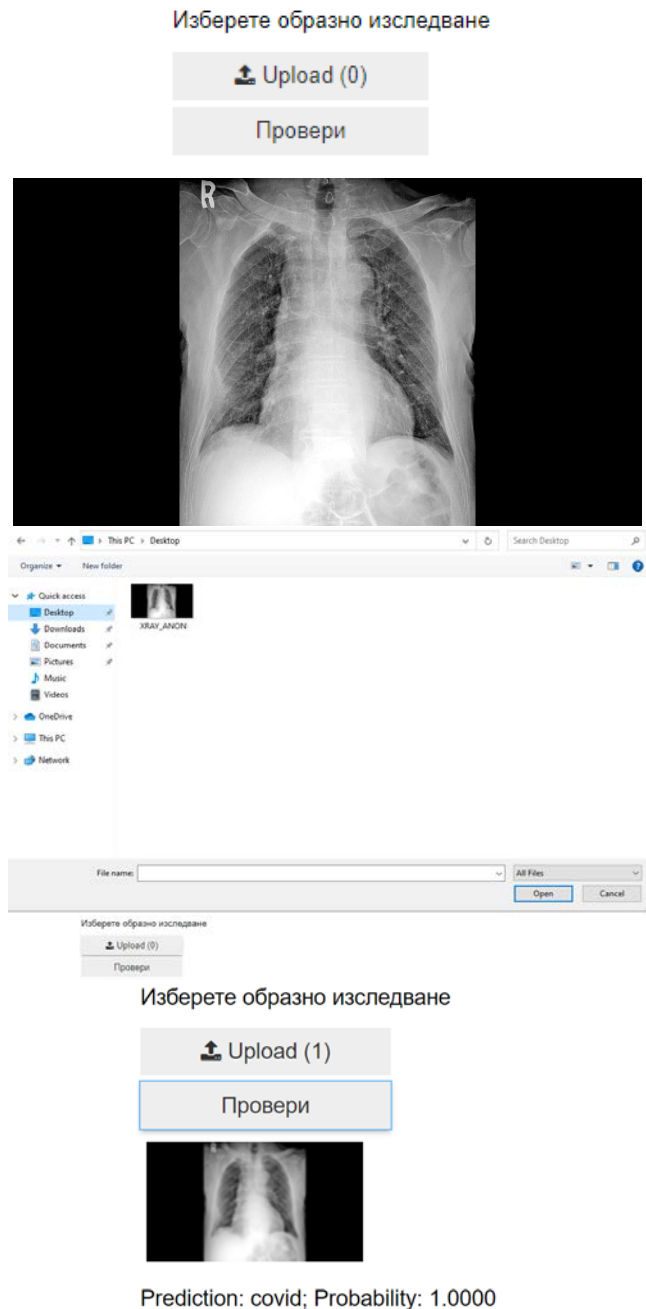 Изберете образно изследване
Upload (0)
Провери
R
This PC › Desktop
Search Desktop
Organize
New folder
Quick access
Desktop
XRAY_ANON
Downloads
Documents
Pictures
Music
Videos
OneDrive
This PC
Network
File name:
All Files
Open
Cancel
Изберете образно изследване
Upload (0)
Провери
Изберете образно изследване
Upload (1)
Провери
Prediction: covid; Probability: 1.0000